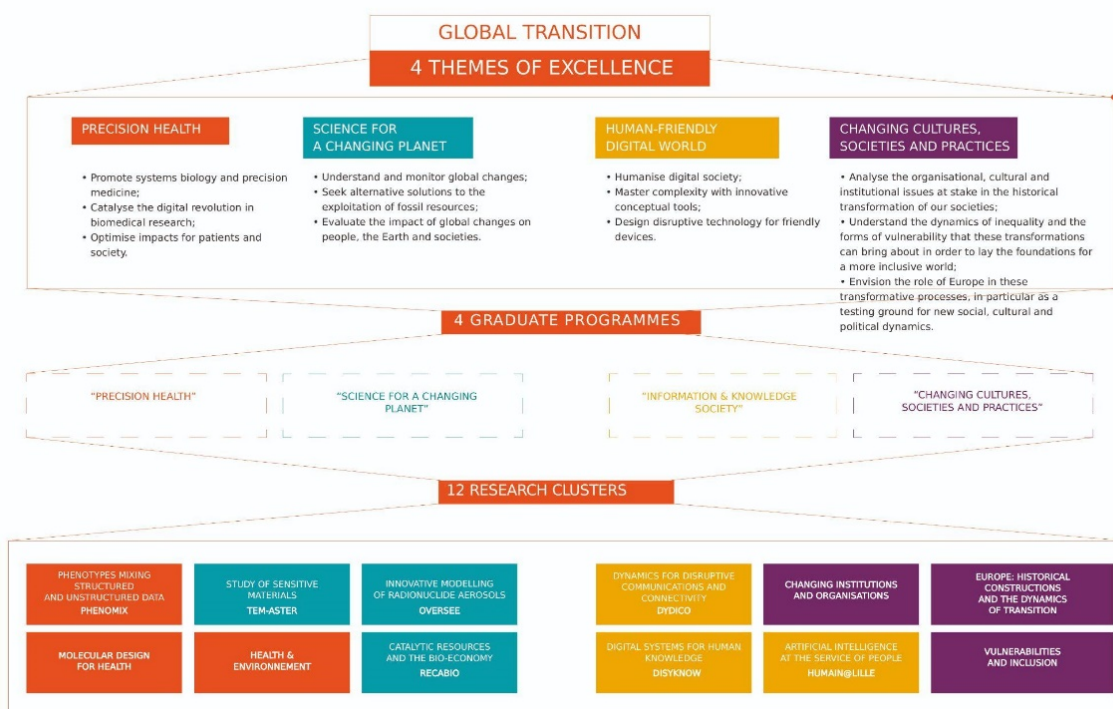 GLOBAL TRANSITION
4 THEMES OF EXCELLENCE
PRECISION HEALTH
• Promote systems biology and precision
medicine;
• Catalyse the digital revolution in
biomedical research;
• Optimise impacts for patients and
society.
SCIENCE FOR
A CHANGING PLANET
• Understand and monitor global changes;
• Seek alternative solutions to the
exploitation of fossil resources;
• Evaluate the impact of global changes on
people, the Earth and societies.
HUMAN-FRIENDLY
DIGITAL WORLD
• Humanise digital society;
• Master complexity with innovative
conceptual tools;
• Design disruptive technology for friendly
devices.
CHANGING CULTURES,
SOCIETIES AND PRACTICES
• Analyse the organisational, cultural and
institutional issues at stake in the historical
transformation of our societies;
• Understand the dynamics of inequality and the
forms of vulnerability that these transformations
can bring about in order to lay the foundations for
a more inclusive world;
• Envision the role of Europe in these
transformative processes, in particular as a
testing ground for new social, cultural and
political dynamics.
4 GRADUATE PROGRAMMES
“PRECISION HEALTH”
“SCIENCE FOR A CHANGING
PLANET”
“INFORMATION & KNOWLEDGE
SOCIETY”
“CHANGING CULTURES,
SOCIETIES AND PRACTICES”
12 RESEARCH CLUSTERS
PHENOTYPES MIXING
STRUCTURED
AND UNSTRUCTURED DATA
PHENOMIX
STUDY OF SENSITIVE
MATERIALS
TEM-ASTER
INNOVATIVE MODELLING
OF RADIONUCLIDE AEROSOLS
OVERSEE
DYNAMICS FOR DISRUPTIVE
COMMUNICATIONS AND
CONNECTIVITY
DYDICO
CHANGING INSTITUTIONS
AND ORGANISATIONS
EUROPE: HISTORICAL
CONSTRUCTIONS
AND THE DYNAMICS
OF TRANSITION
MOLECULAR DESIGN
FOR HEALTH
HEALTH &
ENVIRONNEMENT
CATALYTIC RESOURCES
AND THE BIO-ECONOMY
RECABIO
DIGITAL SYSTEMS FOR HUMAN
KNOWLEDGE
DISYKNOW
ARTIFICIAL INTELLIGENCE
AT THE SERVICE OF PEOPLE
HUMAIN@LILLE
VULNERABILITIES
AND INCLUSION